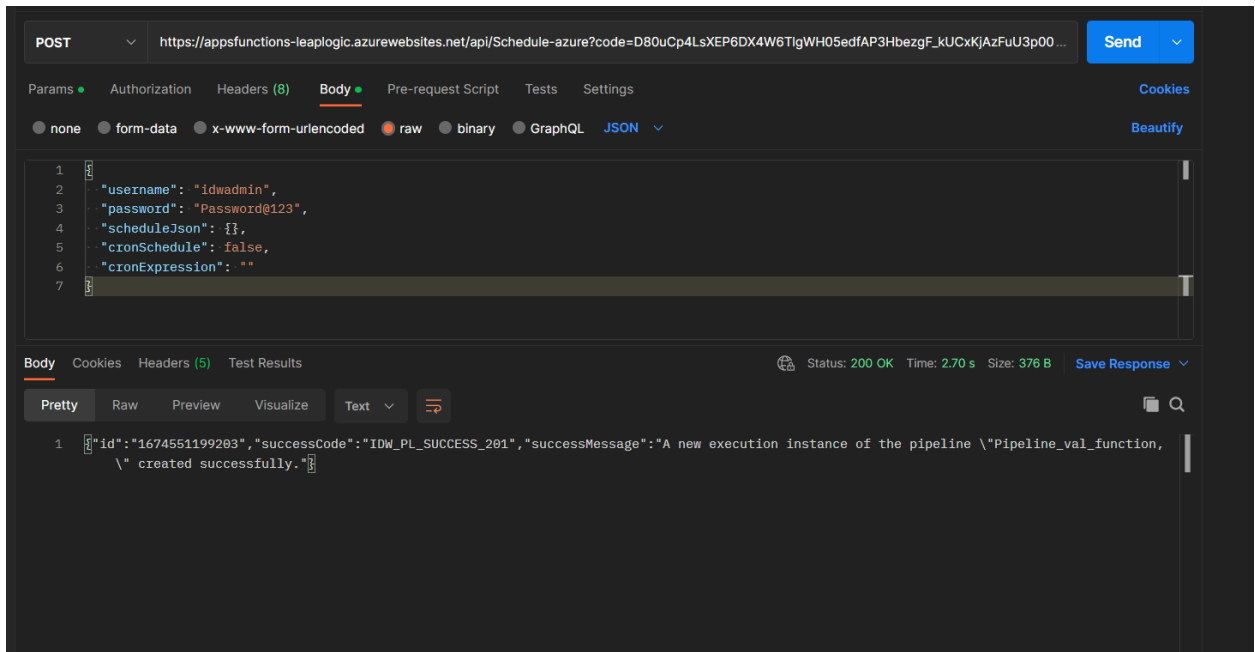 POST https://appsfunctions-leaplogic.azurewebsites.net/api/Schedule-azure?code=D80uCp4LsXEP6DX4W6TIgWH05edfAP3HbezgF_kUCxKjAzFuU3p00... Send
Params Authorization Headers (8) Body Pre-request Script Tests Settings Cookies
none form-data x-www-form-urlencoded raw binary GraphQL JSON Beautify
1 {
2 "username": "idwadmin",
3 "password": "Password@123",
4 "scheduleJson": {},
5 "cronSchedule": false,
6 "cronExpression": ""
7 }
Body Cookies Headers (5) Test Results Status: 200 OK Time: 2.70 s Size: 376 B Save Response
Pretty Raw Preview Visualize Text
1 {"id":"1674551199203","successCode":"IDW_PL_SUCCESS_201","successMessage":"A new execution instance of the pipeline \"Pipeline_val_function,
\" created successfully."}